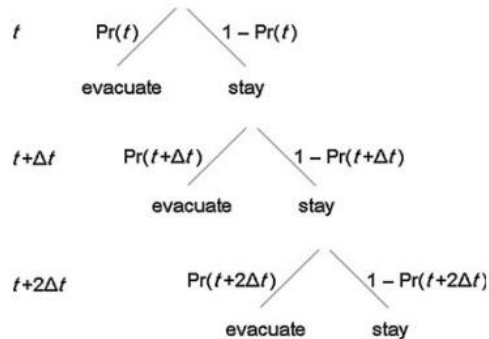 t Pr(t) 1 – Pr(t)
evacuate stay
t+Δt Pr(t+Δt) 1 – Pr(t+Δt)
evacuate stay
t+2Δt Pr(t+2Δt) 1 – Pr(t+2Δt)
evacuate stay